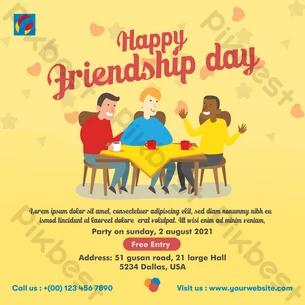 Happy
Friendship day
Lorem ipsum dolor sit amet, consectetuer adipiscing elit, sed diam nonummy nibh eu
ismod tincidunt ut laoreet dolore erat volutpat. Ut wisi enim ad minim veniam,
Party on sunday, 2 august 2021
Free Entry
Address: 51 gusan road, 21 large Hall
5234 Dallas, USA
Call us : +(00) 123 456 7890
Visit us : www.yourwebsite.com
pikbest